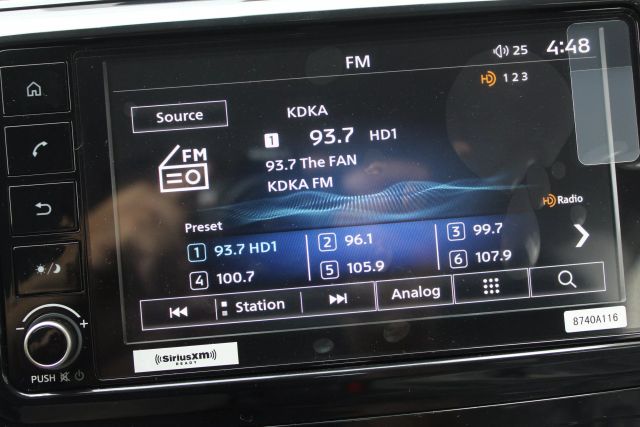 FM
25
4:48
HD 1 2 3
Source
KDKA
1 93.7 HD1
FM
93.7 The FAN
KDKA FM
HD Radio
Preset
1 93.7 HD1
2 96.1
3 99.7
4 100.7
5 105.9
6 107.9
Station
Analog
8740A116
SiriusXM
READY
- +
PUSH